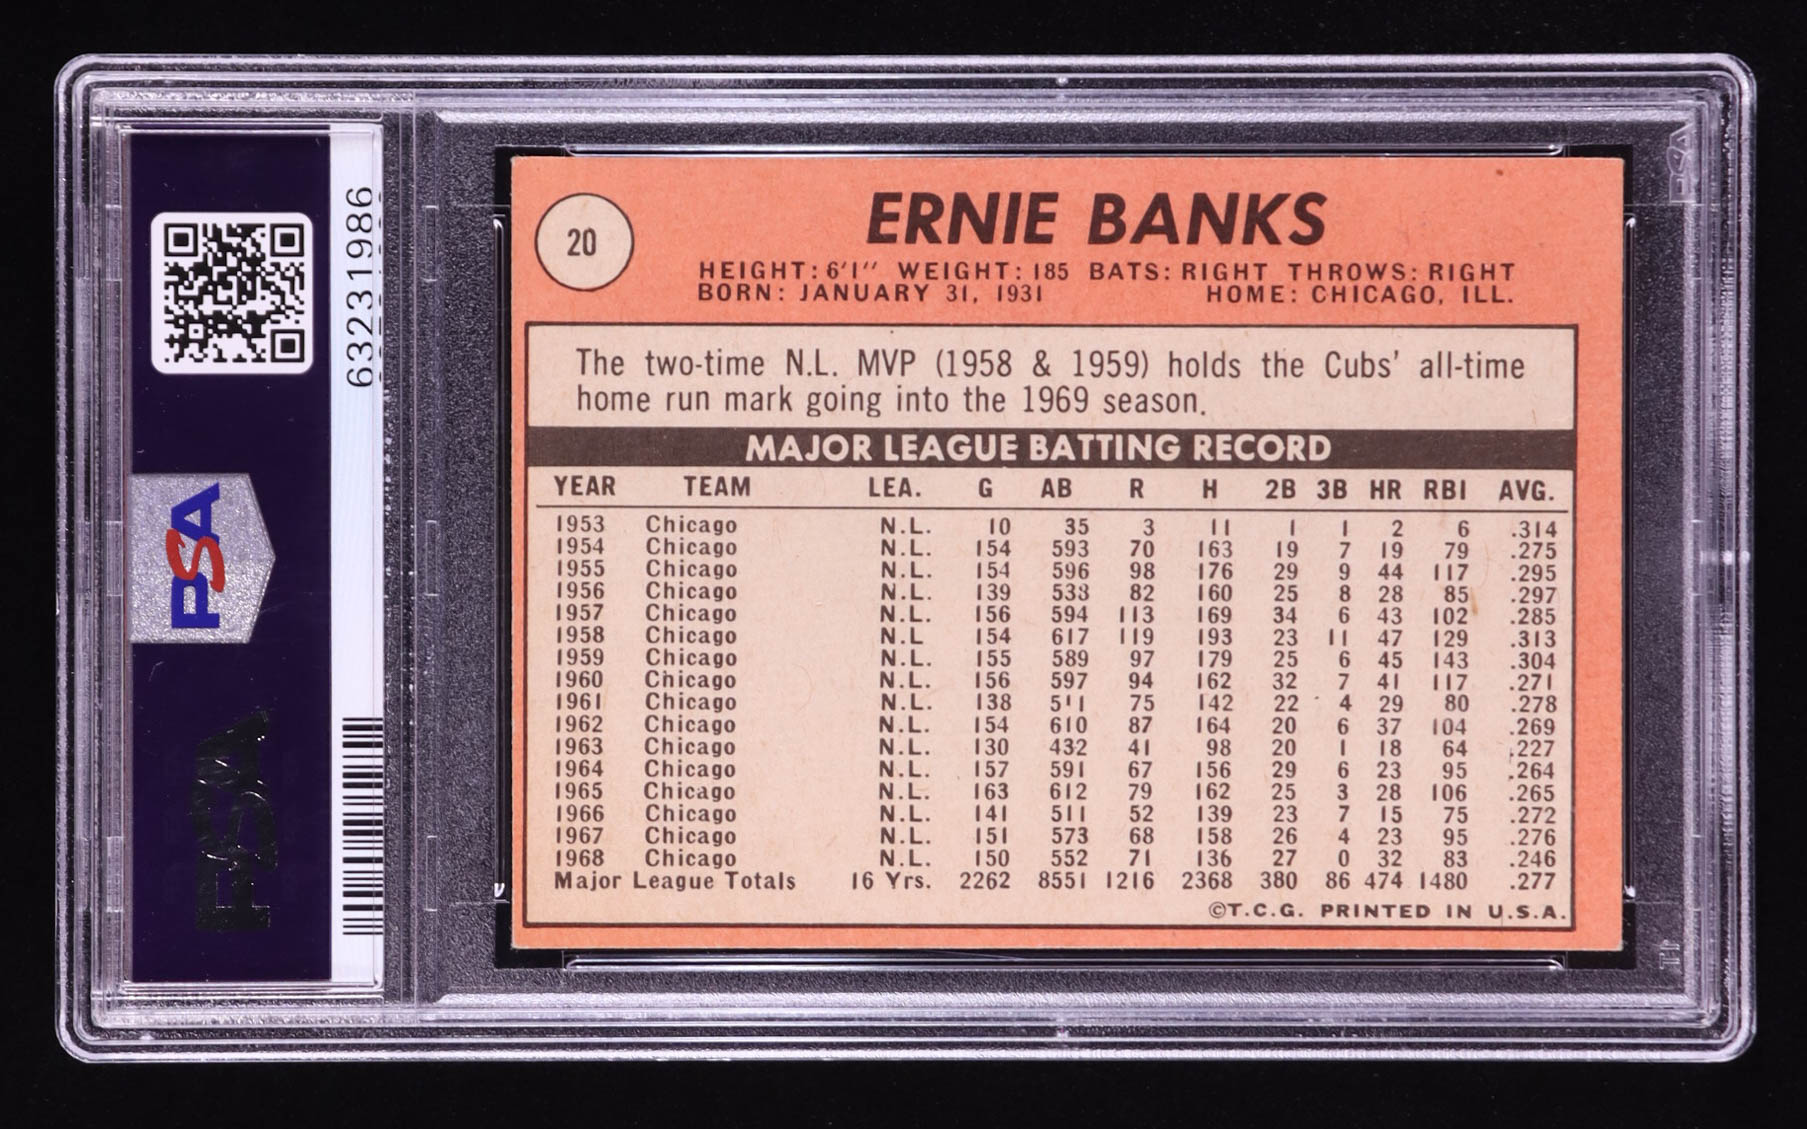 63231986
PSA
PSA
20
ERNIE BANKS
HEIGHT: 6'1" WEIGHT: 185 BATS: RIGHT THROWS: RIGHT
BORN: JANUARY 31, 1931 HOME: CHICAGO, ILL.
The two-time N.L. MVP (1958 & 1959) holds the Cubs' all-time
home run mark going into the 1969 season.
MAJOR LEAGUE BATTING RECORD
YEAR TEAM LEA. G AB R H 2B 3B HR RBI AVG.
1953 Chicago N.L. 10 35 3 11 1 1 2 6 .314
1954 Chicago N.L. 154 593 70 163 19 7 19 79 .275
1955 Chicago N.L. 154 596 98 176 29 9 44 117 .295
1956 Chicago N.L. 139 538 82 160 25 8 28 85 .297
1957 Chicago N.L. 156 594 113 169 34 6 43 102 .285
1958 Chicago N.L 154 617 119 193 23 11 47 129 .313
1959 Chicago N.L. 155 589 97 179 25 6 45 143 .304
1960 Chicago N.L. 156 597 94 162 32 7 41 117 .271
1961 Chicago N.L. 138 511 75 142 22 4 29 80 .278
1962 Chicago N.L. 154 610 87 164 20 6 37 104 .269
1963 Chicago N.L. 130 432 41 98 20 1 18 64 .227
1964 Chicago N.L. 157 591 67 156 29 6 23 95 .264
1965 Chicago N.L. 163 612 79 162 25 3 28 106 .265
1966 Chicago N.L. 141 511 52 139 23 7 15 75 .272
1967 Chicago N.L. 151 573 68 158 26 4 23 95 .276
1968 Chicago N.L. 150 552 71 136 27 0 32 83 .246
Major League Totals 16 Yrs. 2262 8551 1216 2368 380 86 474 1480 .277
©T.C.G. PRINTED IN U.S.A.
PSA